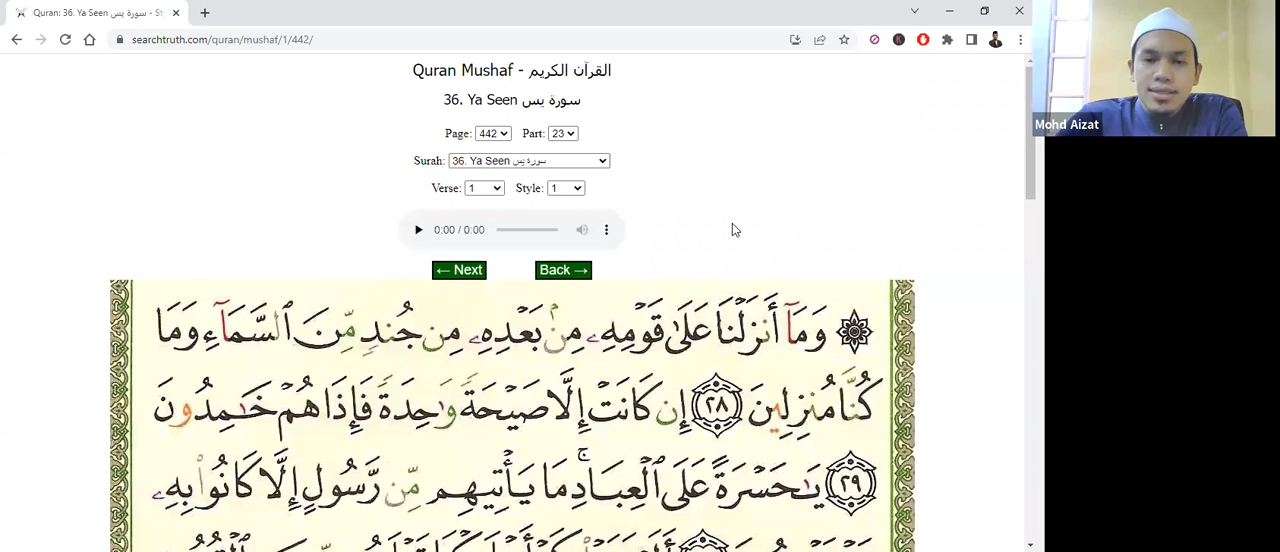 Quran: 36. Ya Seen سورة يس - St
searchtruth.com/quran/mushaf/1/442/
Quran Mushaf - القرآن الكريم
36. Ya Seen سورة يس
Page: 442 Part: 23
Surah: 36. Ya Seen سورة يس
Verse: 1 Style: 1
0:00 / 0:00
← Next Back →
وَمَآ أَنزَلْنَا عَلَىٰ قَوْمِهِۦ مِنۢ بَعْدِهِۦ مِن جُندٍ مِّنَ ٱلسَّمَآءِ وَمَا
كُنَّا مُنزِلِينَ ٢٨ إِن كَانَتْ إِلَّا صَيْحَةً وَٰحِدَةً فَإِذَا هُمْ خَـٰمِدُونَ
٢٩ يَـٰحَسْرَةً عَلَى ٱلْعِبَادِ ۚ مَا يَأْتِيهِم مِّن رَّسُولٍ إِلَّا كَانُوا۟ بِهِۦ
Mohd Aizat